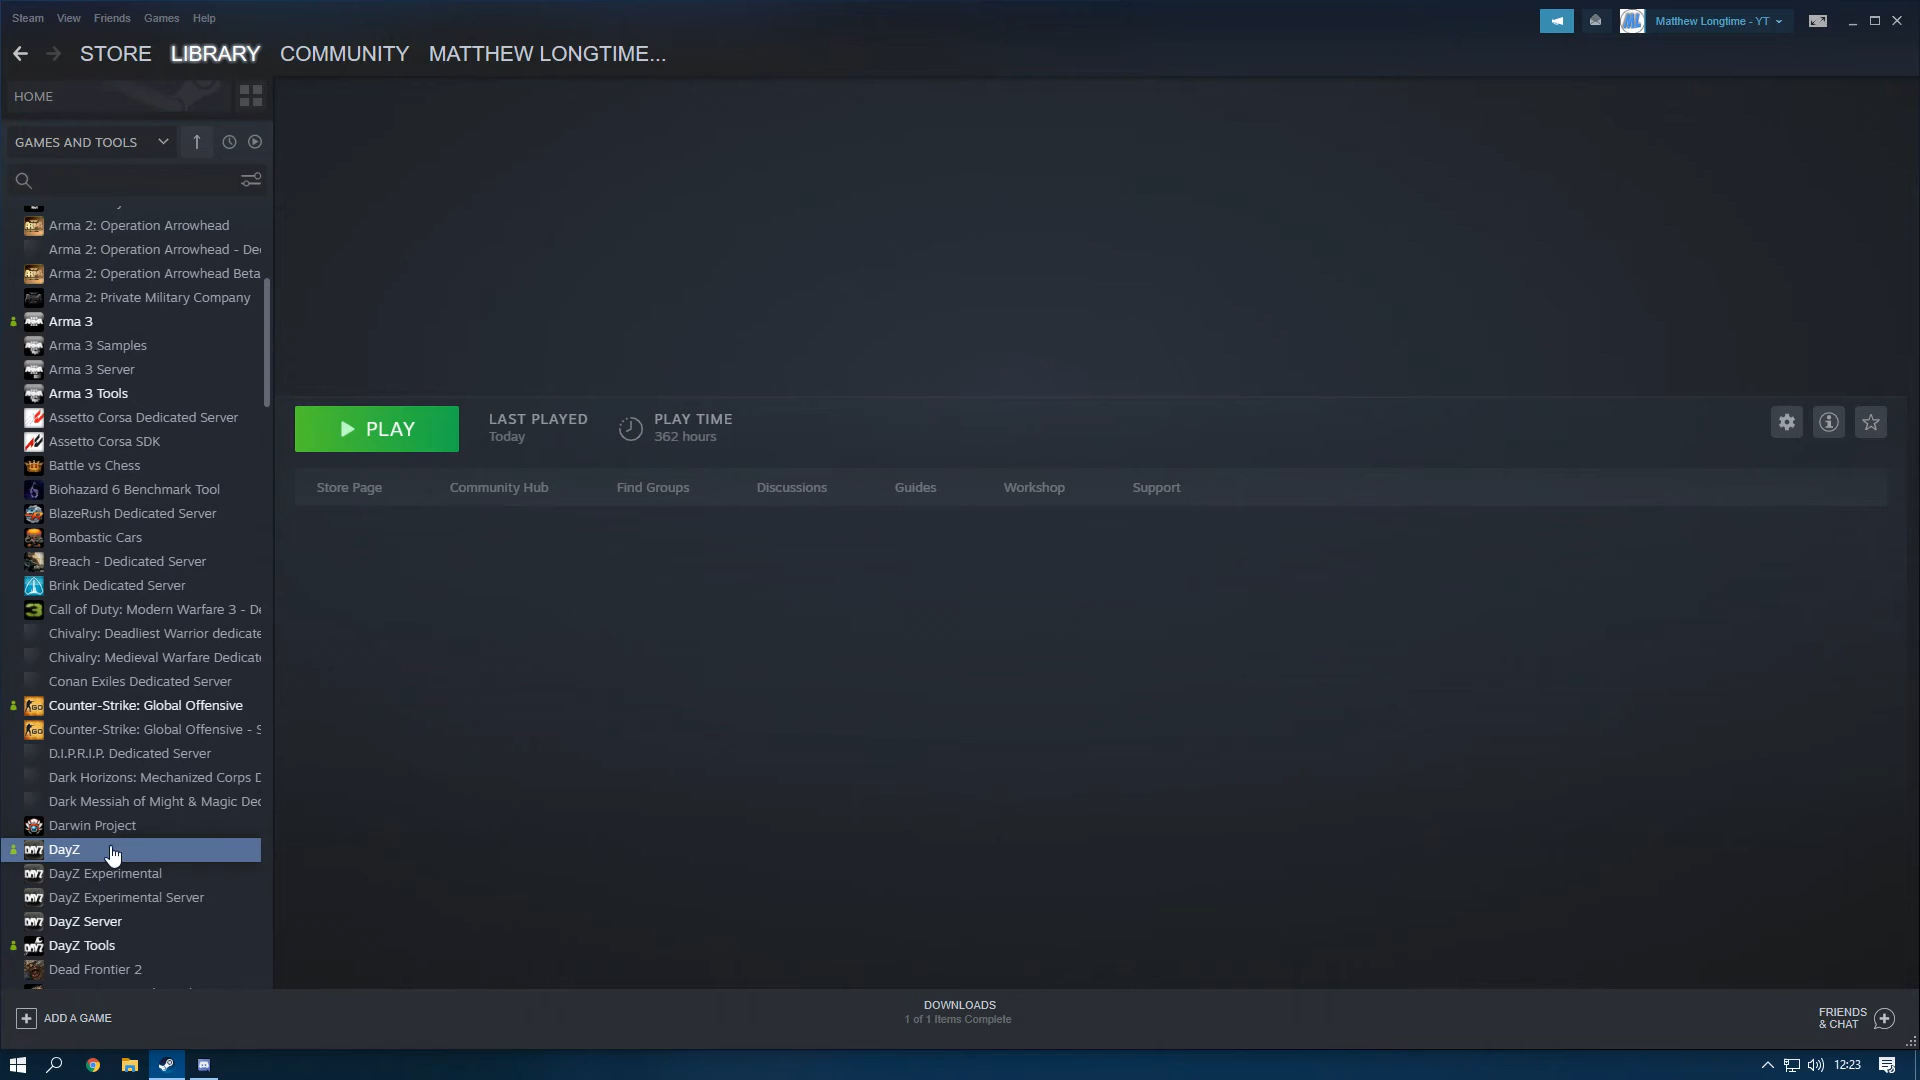 Steam View Friends Games Help
Matthew Longtime - YT
STORE LIBRARY COMMUNITY MATTHEW LONGTIME...
HOME
GAMES AND TOOLS
Arma 2: Operation Arrowhead
Arma 2: Operation Arrowhead - De
Arma 2: Operation Arrowhead Beta
Arma 2: Private Military Company
Arma 3
Arma 3 Samples
Arma 3 Server
Arma 3 Tools
Assetto Corsa Dedicated Server
Assetto Corsa SDK
Battle vs Chess
Biohazard 6 Benchmark Tool
BlazeRush Dedicated Server
Bombastic Cars
Breach - Dedicated Server
Brink Dedicated Server
Call of Duty: Modern Warfare 3 - De
Chivalry: Deadliest Warrior dedicate
Chivalry: Medieval Warfare Dedicat
Conan Exiles Dedicated Server
Counter-Strike: Global Offensive
Counter-Strike: Global Offensive - S
D.I.P.R.I.P. Dedicated Server
Dark Horizons: Mechanized Corps D
Dark Messiah of Might & Magic Dec
Darwin Project
DayZ
DayZ Experimental
DayZ Experimental Server
DayZ Server
DayZ Tools
Dead Frontier 2
PLAY
LAST PLAYED
Today
PLAY TIME
362 hours
Store Page Community Hub Find Groups Discussions Guides Workshop Support
ADD A GAME
DOWNLOADS
1 of 1 Items Complete
FRIENDS
& CHAT
12:23